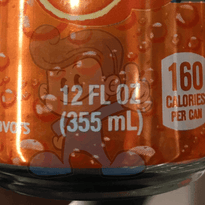 12 FL OZ
(355 mL)
160
CALORIES
PER CAN